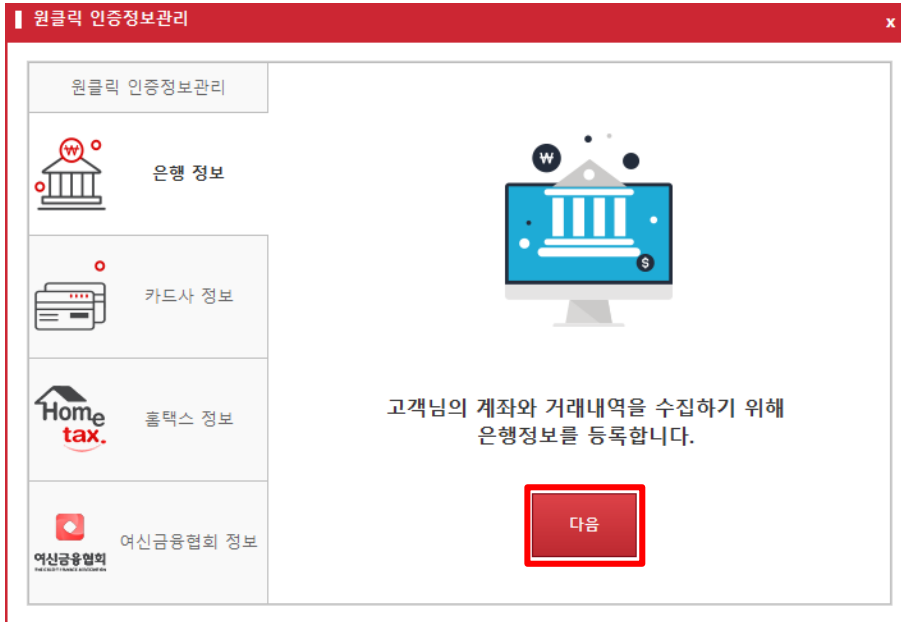 원클릭 인증정보관리
x
원클릭 인증정보관리
₩
은행 정보
카드사 정보
Home
tax.
홈택스 정보
여신금융협회
여신금융협회 정보
₩
$
고객님의 계좌와 거래내역을 수집하기 위해
은행정보를 등록합니다.
다음